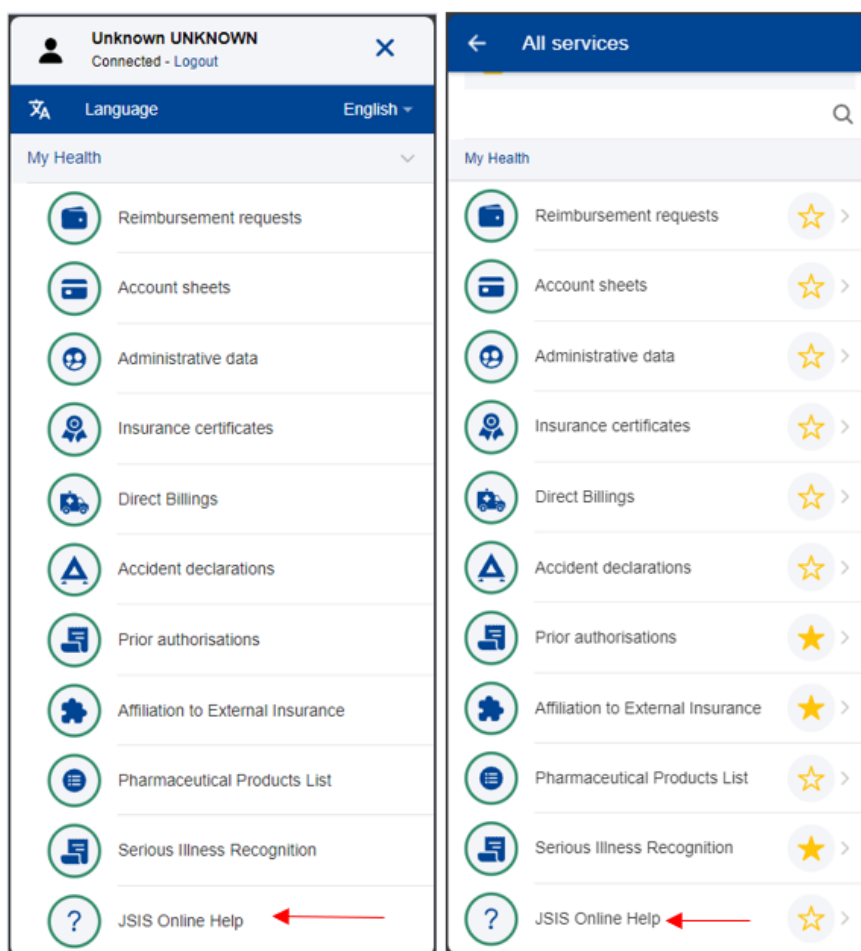 Unknown UNKNOWN
Connected - Logout
Language English
My Health
Reimbursement requests
Account sheets
Administrative data
Insurance certificates
Direct Billings
Accident declarations
Prior authorisations
Affiliation to External Insurance
Pharmaceutical Products List
Serious Illness Recognition
? JSIS Online Help
All services
My Health
Reimbursement requests
Account sheets
Administrative data
Insurance certificates
Direct Billings
Accident declarations
Prior authorisations
Affiliation to External Insurance
Pharmaceutical Products List
Serious Illness Recognition
? JSIS Online Help